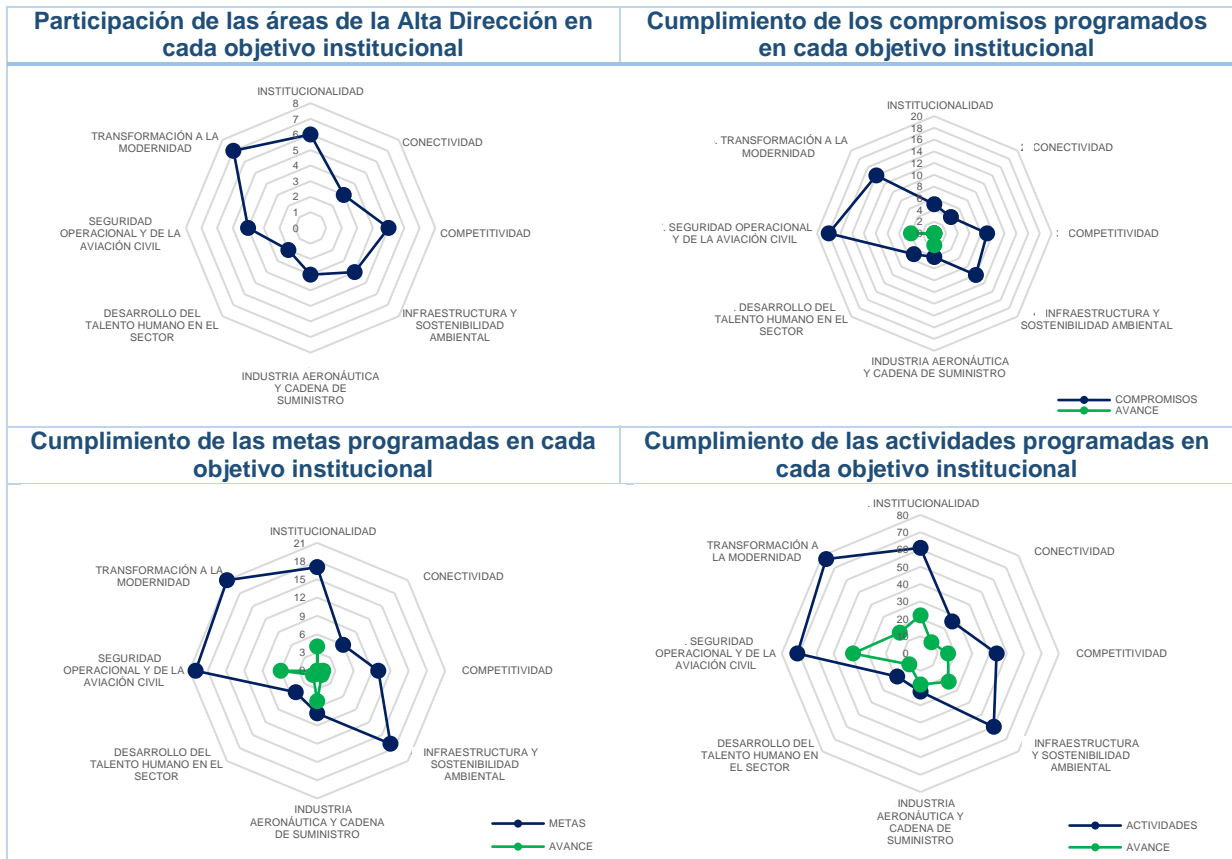 Participación de las áreas de la Alta Dirección en
cada objetivo institucional
Cumplimiento de los compromisos programados
en cada objetivo institucional
INSTITUCIONALIDAD
8
7
6
5
4
3
2
1
0
CONECTIVIDAD
COMPETITIVIDAD
INFRAESTRUCTURA Y
SOSTENIBILIDAD
AMBIENTAL
INDUSTRIA AERONÁUTICA
Y CADENA DE
SUMINISTRO
DESARROLLO DEL
TALENTO HUMANO EN EL
SECTOR
SEGURIDAD
OPERACIONAL Y DE LA
AVIACIÓN CIVIL
TRANSFORMACIÓN A LA
MODERNIDAD
INSTITUCIONALIDAD
20
18
16
14
12
10
8
6
4
2
CONECTIVIDAD
COMPETITIVIDAD
INFRAESTRUCTURA Y
SOSTENIBILIDAD AMBIENTAL
INDUSTRIA AERONÁUTICA
Y CADENA DE SUMINISTRO
. DESARROLLO DEL
TALENTO HUMANO EN EL
SECTOR
. SEGURIDAD OPERACIONAL
Y DE LA AVIACIÓN CIVIL
. TRANSFORMACIÓN A LA
MODERNIDAD
COMPROMISOS
AVANCE
Cumplimiento de las metas programadas en cada
objetivo institucional
Cumplimiento de las actividades programadas en
cada objetivo institucional
INSTITUCIONALIDAD
21
18
15
12
9
6
3
CONECTIVIDAD
COMPETITIVIDAD
INFRAESTRUCTURA Y
SOSTENIBILIDAD
AMBIENTAL
INDUSTRIA
AERONÁUTICA Y CADENA
DE SUMINISTRO
DESARROLLO DEL
TALENTO HUMANO EN EL
SECTOR
SEGURIDAD
OPERACIONAL Y DE LA
AVIACIÓN CIVIL
TRANSFORMACIÓN A LA
MODERNIDAD
METAS
AVANCE
. INSTITUCIONALIDAD
80
70
60
50
40
30
20
10
0
CONECTIVIDAD
COMPETITIVIDAD
INFRAESTRUCTURA
Y SOSTENIBILIDAD
AMBIENTAL
INDUSTRIA
AERONÁUTICA Y
CADENA DE
SUMINISTRO
DESARROLLO DEL
TALENTO HUMANO EN
EL SECTOR
. SEGURIDAD
OPERACIONAL Y DE LA
AVIACIÓN CIVIL
TRANSFORMACIÓN A
LA MODERNIDAD
ACTIVIDADES
AVANCE